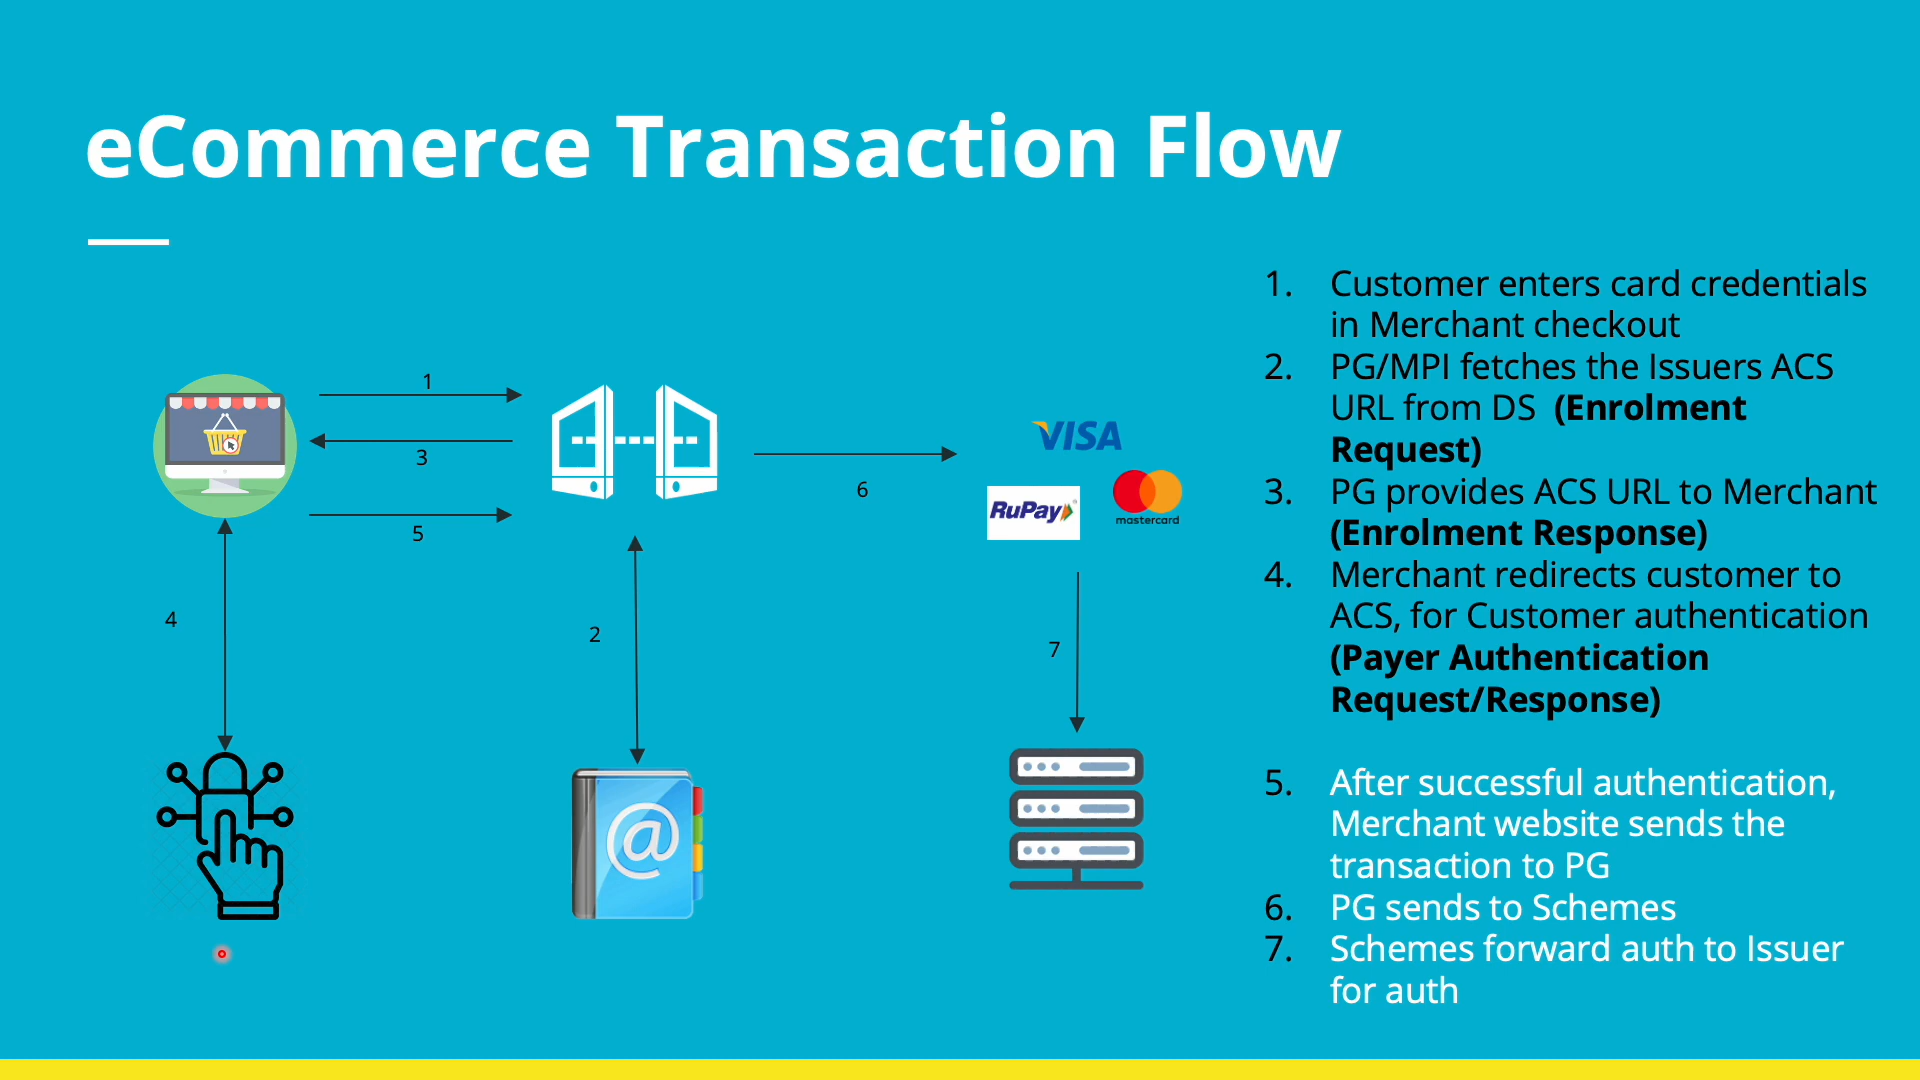 eCommerce Transaction Flow
1
3
5
4
2
6
7
VISA
RuPay
mastercard
@
1. Customer enters card credentials
in Merchant checkout
2. PG/MPI fetches the Issuers ACS
URL from DS (Enrolment
Request)
3. PG provides ACS URL to Merchant
(Enrolment Response)
4. Merchant redirects customer to
ACS, for Customer authentication
(Payer Authentication
Request/Response)
5. After successful authentication,
Merchant website sends the
transaction to PG
6. PG sends to Schemes
7. Schemes forward auth to Issuer
for auth